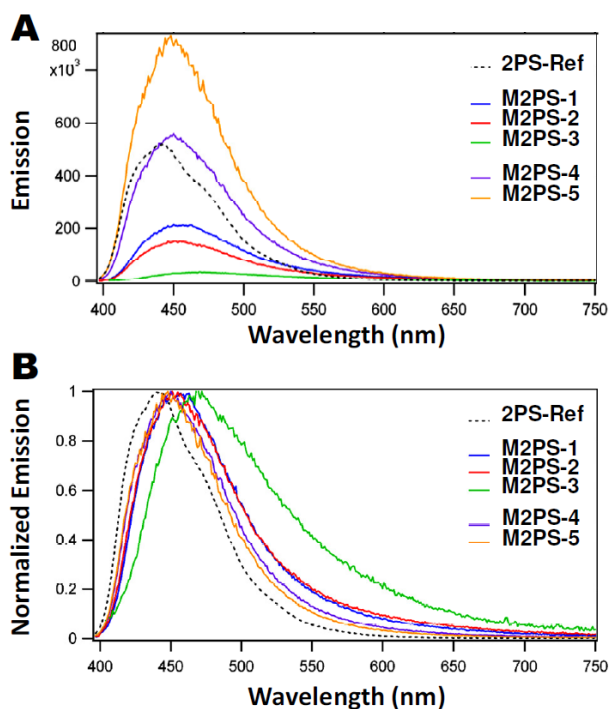 A
800
x10³
600
400
200
0
Emission
2PS-Ref
M2PS-1
M2PS-2
M2PS-3
M2PS-4
M2PS-5
400 450 500 550 600 650 700 750
Wavelength (nm)
B
1
0.8
0.6
0.4
0.2
0
Normalized Emission
2PS-Ref
M2PS-1
M2PS-2
M2PS-3
M2PS-4
M2PS-5
400 450 500 550 600 650 700 750
Wavelength (nm)